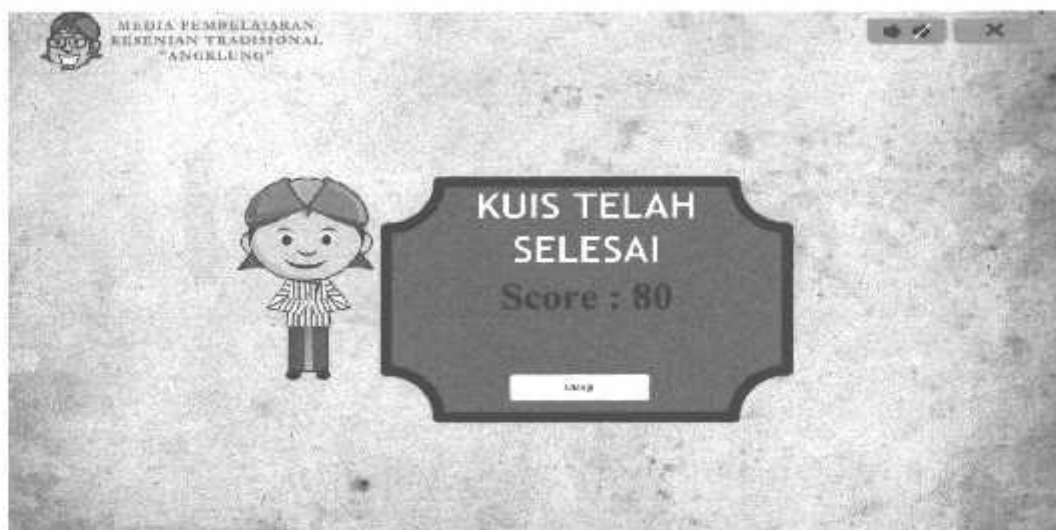 MEDIA PEMBELAJARAN
KESENIAN TRADISIONAL
"ANGKLUNG"
KUIS TELAH
SELESAI
Score : 80